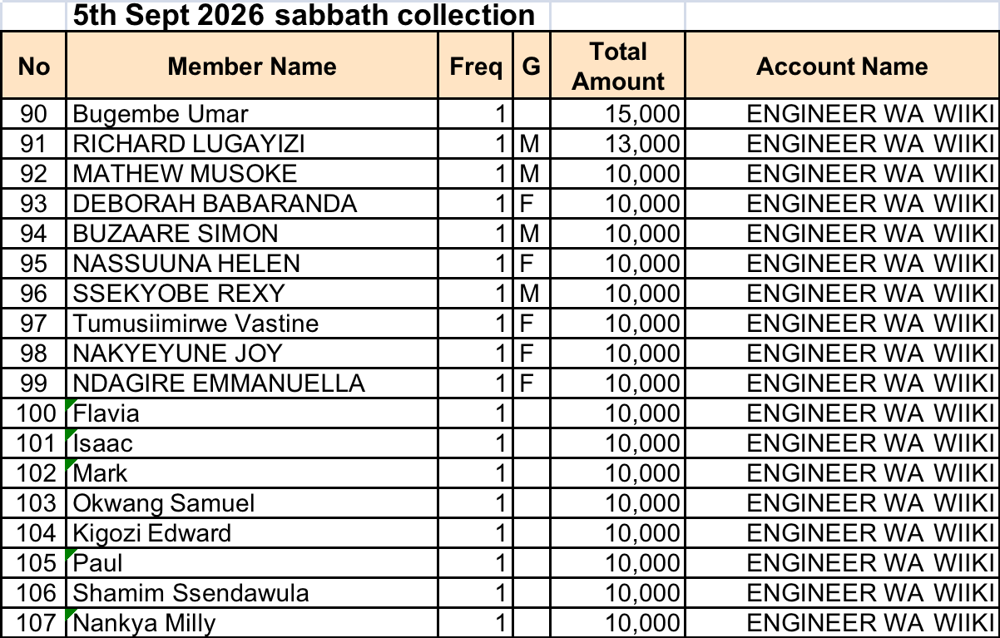 5th Sept 2026 sabbath collection
No Member Name Freq G Total Amount Account Name
90 Bugembe Umar 1 15,000 ENGINEER WA WIIKI
91 RICHARD LUGAYIZI 1 M 13,000 ENGINEER WA WIIKI
92 MATHEW MUSOKE 1 M 10,000 ENGINEER WA WIIKI
93 DEBORAH BABARANDA 1 F 10,000 ENGINEER WA WIIKI
94 BUZAARE SIMON 1 M 10,000 ENGINEER WA WIIKI
95 NASSUUNA HELEN 1 F 10,000 ENGINEER WA WIIKI
96 SSEKYOBE REXY 1 M 10,000 ENGINEER WA WIIKI
97 Tumusiimirwe Vastine 1 F 10,000 ENGINEER WA WIIKI
98 NAKYEYUNE JOY 1 F 10,000 ENGINEER WA WIIKI
99 NDAGIRE EMMANUELLA 1 F 10,000 ENGINEER WA WIIKI
100 Flavia 1 10,000 ENGINEER WA WIIKI
101 Isaac 1 10,000 ENGINEER WA WIIKI
102 Mark 1 10,000 ENGINEER WA WIIKI
103 Okwang Samuel 1 10,000 ENGINEER WA WIIKI
104 Kigozi Edward 1 10,000 ENGINEER WA WIIKI
105 Paul 1 10,000 ENGINEER WA WIIKI
106 Shamim Ssendawula 1 10,000 ENGINEER WA WIIKI
107 Nankya Milly 1 10,000 ENGINEER WA WIIKI